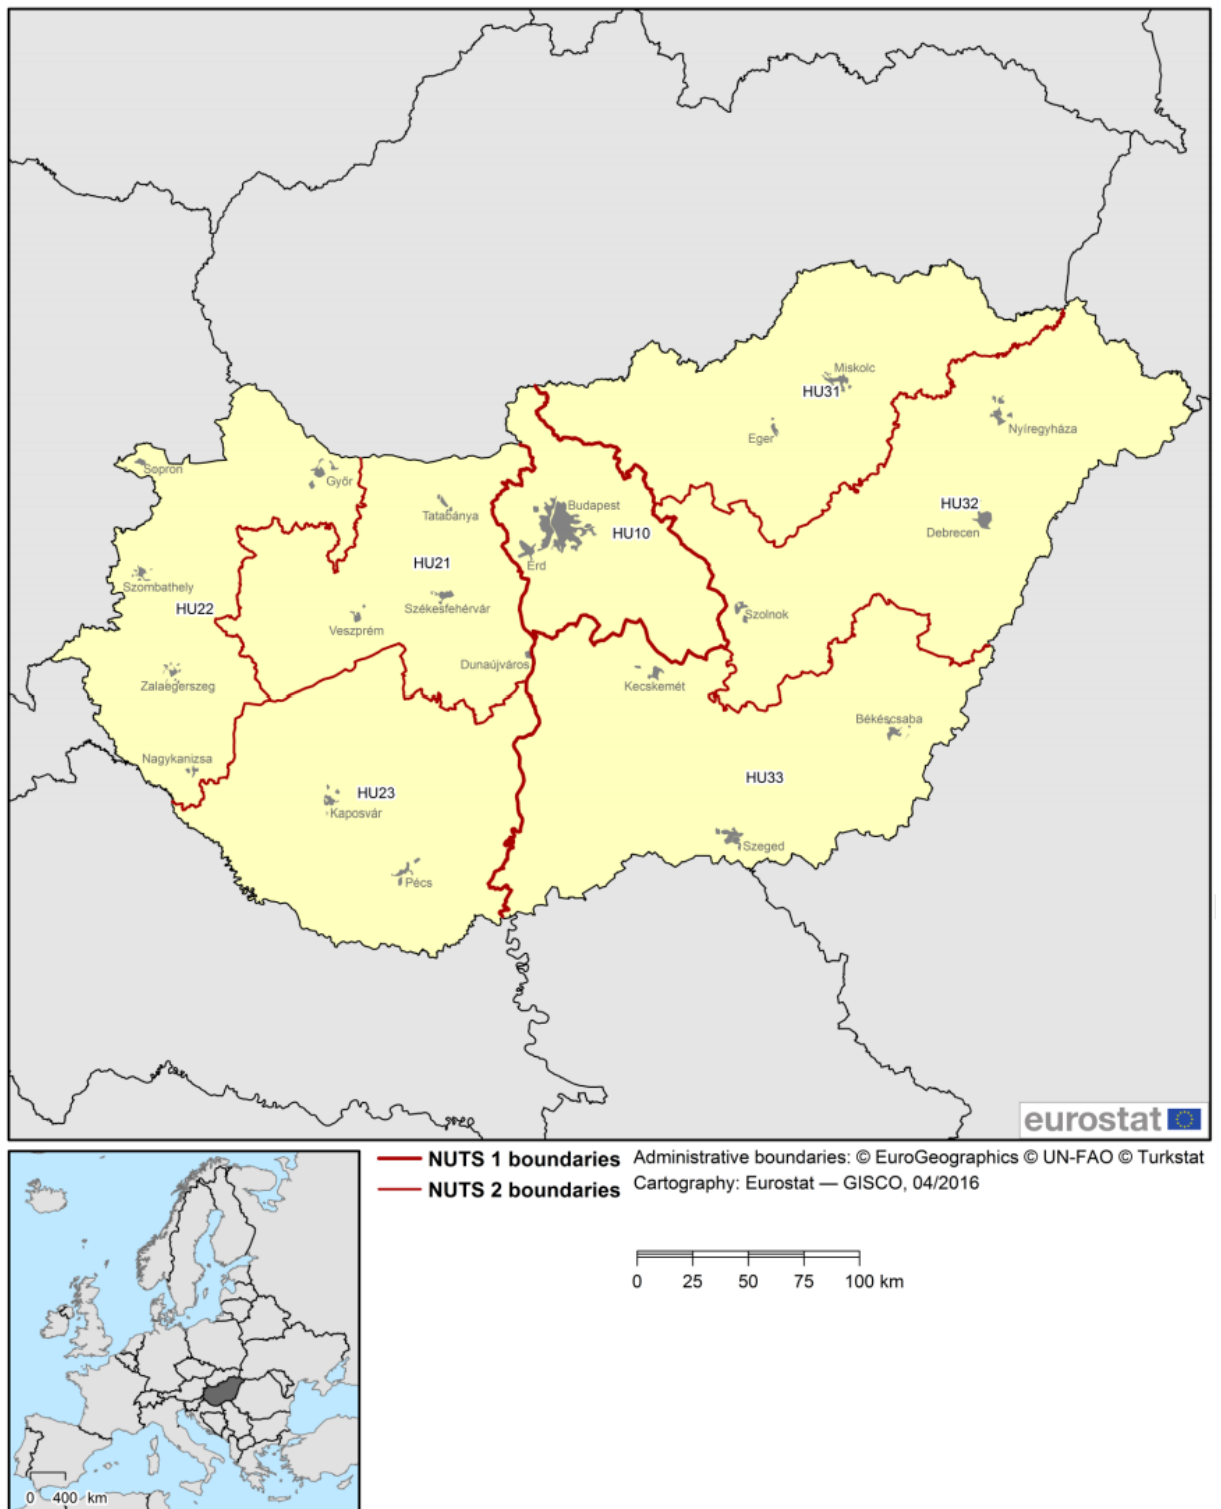 Miskolc
HU31
Eger
Nyíregyháza
Sopron
Győr
Tatabánya
Budapest
HU10
HU32
Debrecen
Érd
HU21
Szombathely
HU22
Székesfehérvár
Veszprém
Szolnok
Dunaújváros
Zalaegerszeg
Kecskemét
Békéscsaba
Nagykanizsa
HU23
HU33
Kaposvár
Szeged
Pécs
eurostat
NUTS 1 boundaries
NUTS 2 boundaries
Administrative boundaries: © EuroGeographics © UN-FAO © Turkstat
Cartography: Eurostat — GISCO, 04/2016
0 25 50 75 100 km
0 400 km